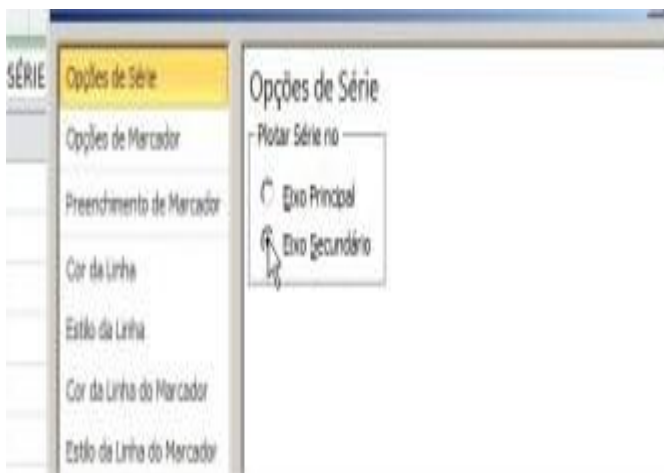 SÉRIE
Opções de Série
Opções de Marcador
Preenchimento de Marcador
Cor da Linha
Estilo da Linha
Cor da Linha do Marcador
Estilo da Linha do Marcador
Opções de Série
Plotar Série no
Eixo Principal
Eixo Secundário